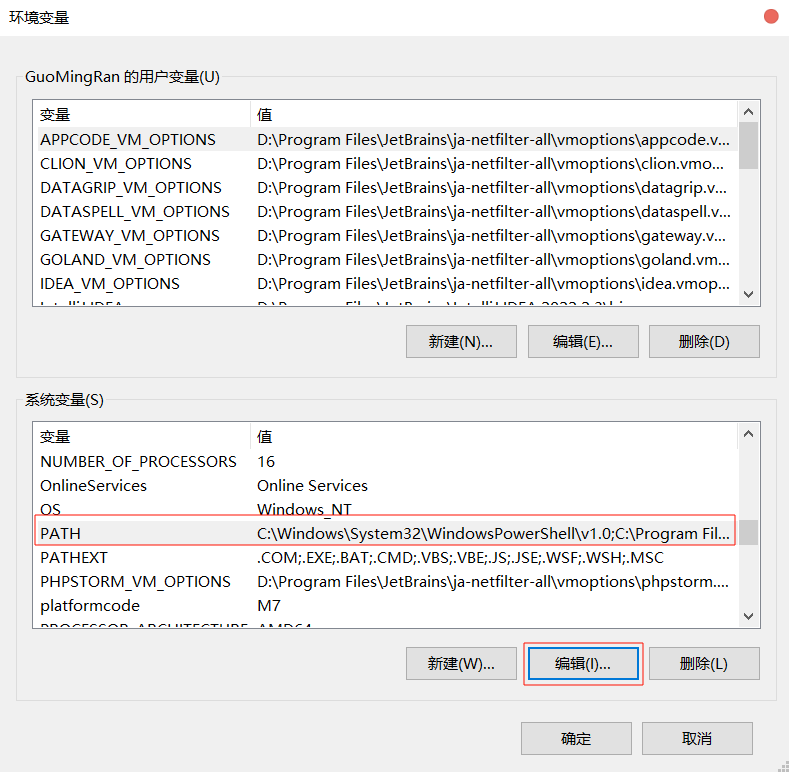 环境变量
GuoMingRan 的用户变量(U)
变量 值
APPCODE_VM_OPTIONS D:\Program Files\JetBrains\ja-netfilter-all\vmoptions\appcode.v...
CLION_VM_OPTIONS D:\Program Files\JetBrains\ja-netfilter-all\vmoptions\clion.vmo...
DATAGRIP_VM_OPTIONS D:\Program Files\JetBrains\ja-netfilter-all\vmoptions\datagrip.v...
DATASPELL_VM_OPTIONS D:\Program Files\JetBrains\ja-netfilter-all\vmoptions\dataspell.v...
GATEWAY_VM_OPTIONS D:\Program Files\JetBrains\ja-netfilter-all\vmoptions\gateway.v...
GOLAND_VM_OPTIONS D:\Program Files\JetBrains\ja-netfilter-all\vmoptions\goland.vm...
IDEA_VM_OPTIONS D:\Program Files\JetBrains\ja-netfilter-all\vmoptions\idea.vmop...
新建(N)... 编辑(E)... 删除(D)
系统变量(S)
变量 值
NUMBER_OF_PROCESSORS 16
OnlineServices Online Services
OS Windows_NT
PATH C:\Windows\System32\WindowsPowerShell\v1.0;C:\Program Fil...
PATHEXT .COM;.EXE;.BAT;.CMD;.VBS;.VBE;.JS;.JSE;.WSF;.WSH;.MSC
PHPSTORM_VM_OPTIONS D:\Program Files\JetBrains\ja-netfilter-all\vmoptions\phpstorm....
platformcode M7
PROCESSOR_ARCHITECTURE AMD64
新建(W)... 编辑(I)... 删除(L)
确定 取消